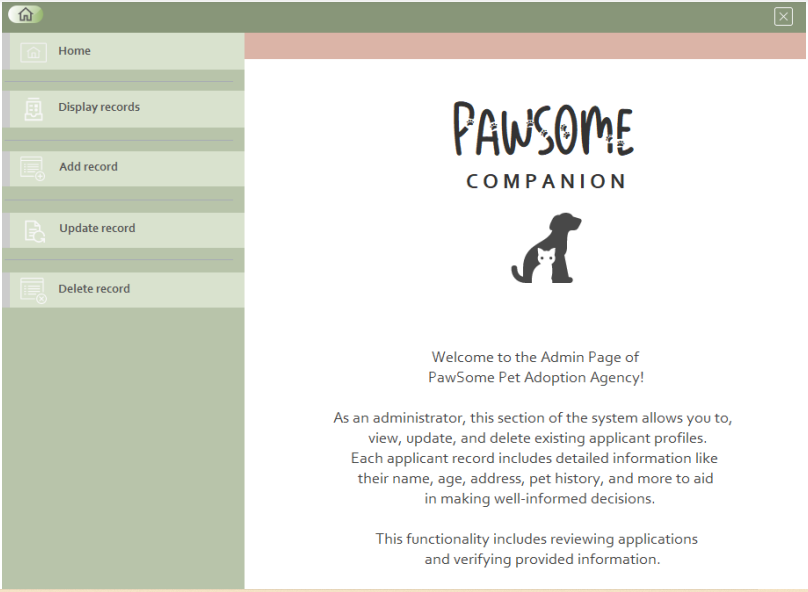 Home
Display records
Add record
Update record
Delete record
PAWSOME
COMPANION
Welcome to the Admin Page of
PawSome Pet Adoption Agency!
As an administrator, this section of the system allows you to,
view, update, and delete existing applicant profiles.
Each applicant record includes detailed information like
their name, age, address, pet history, and more to aid
in making well-informed decisions.
This functionality includes reviewing applications
and verifying provided information.